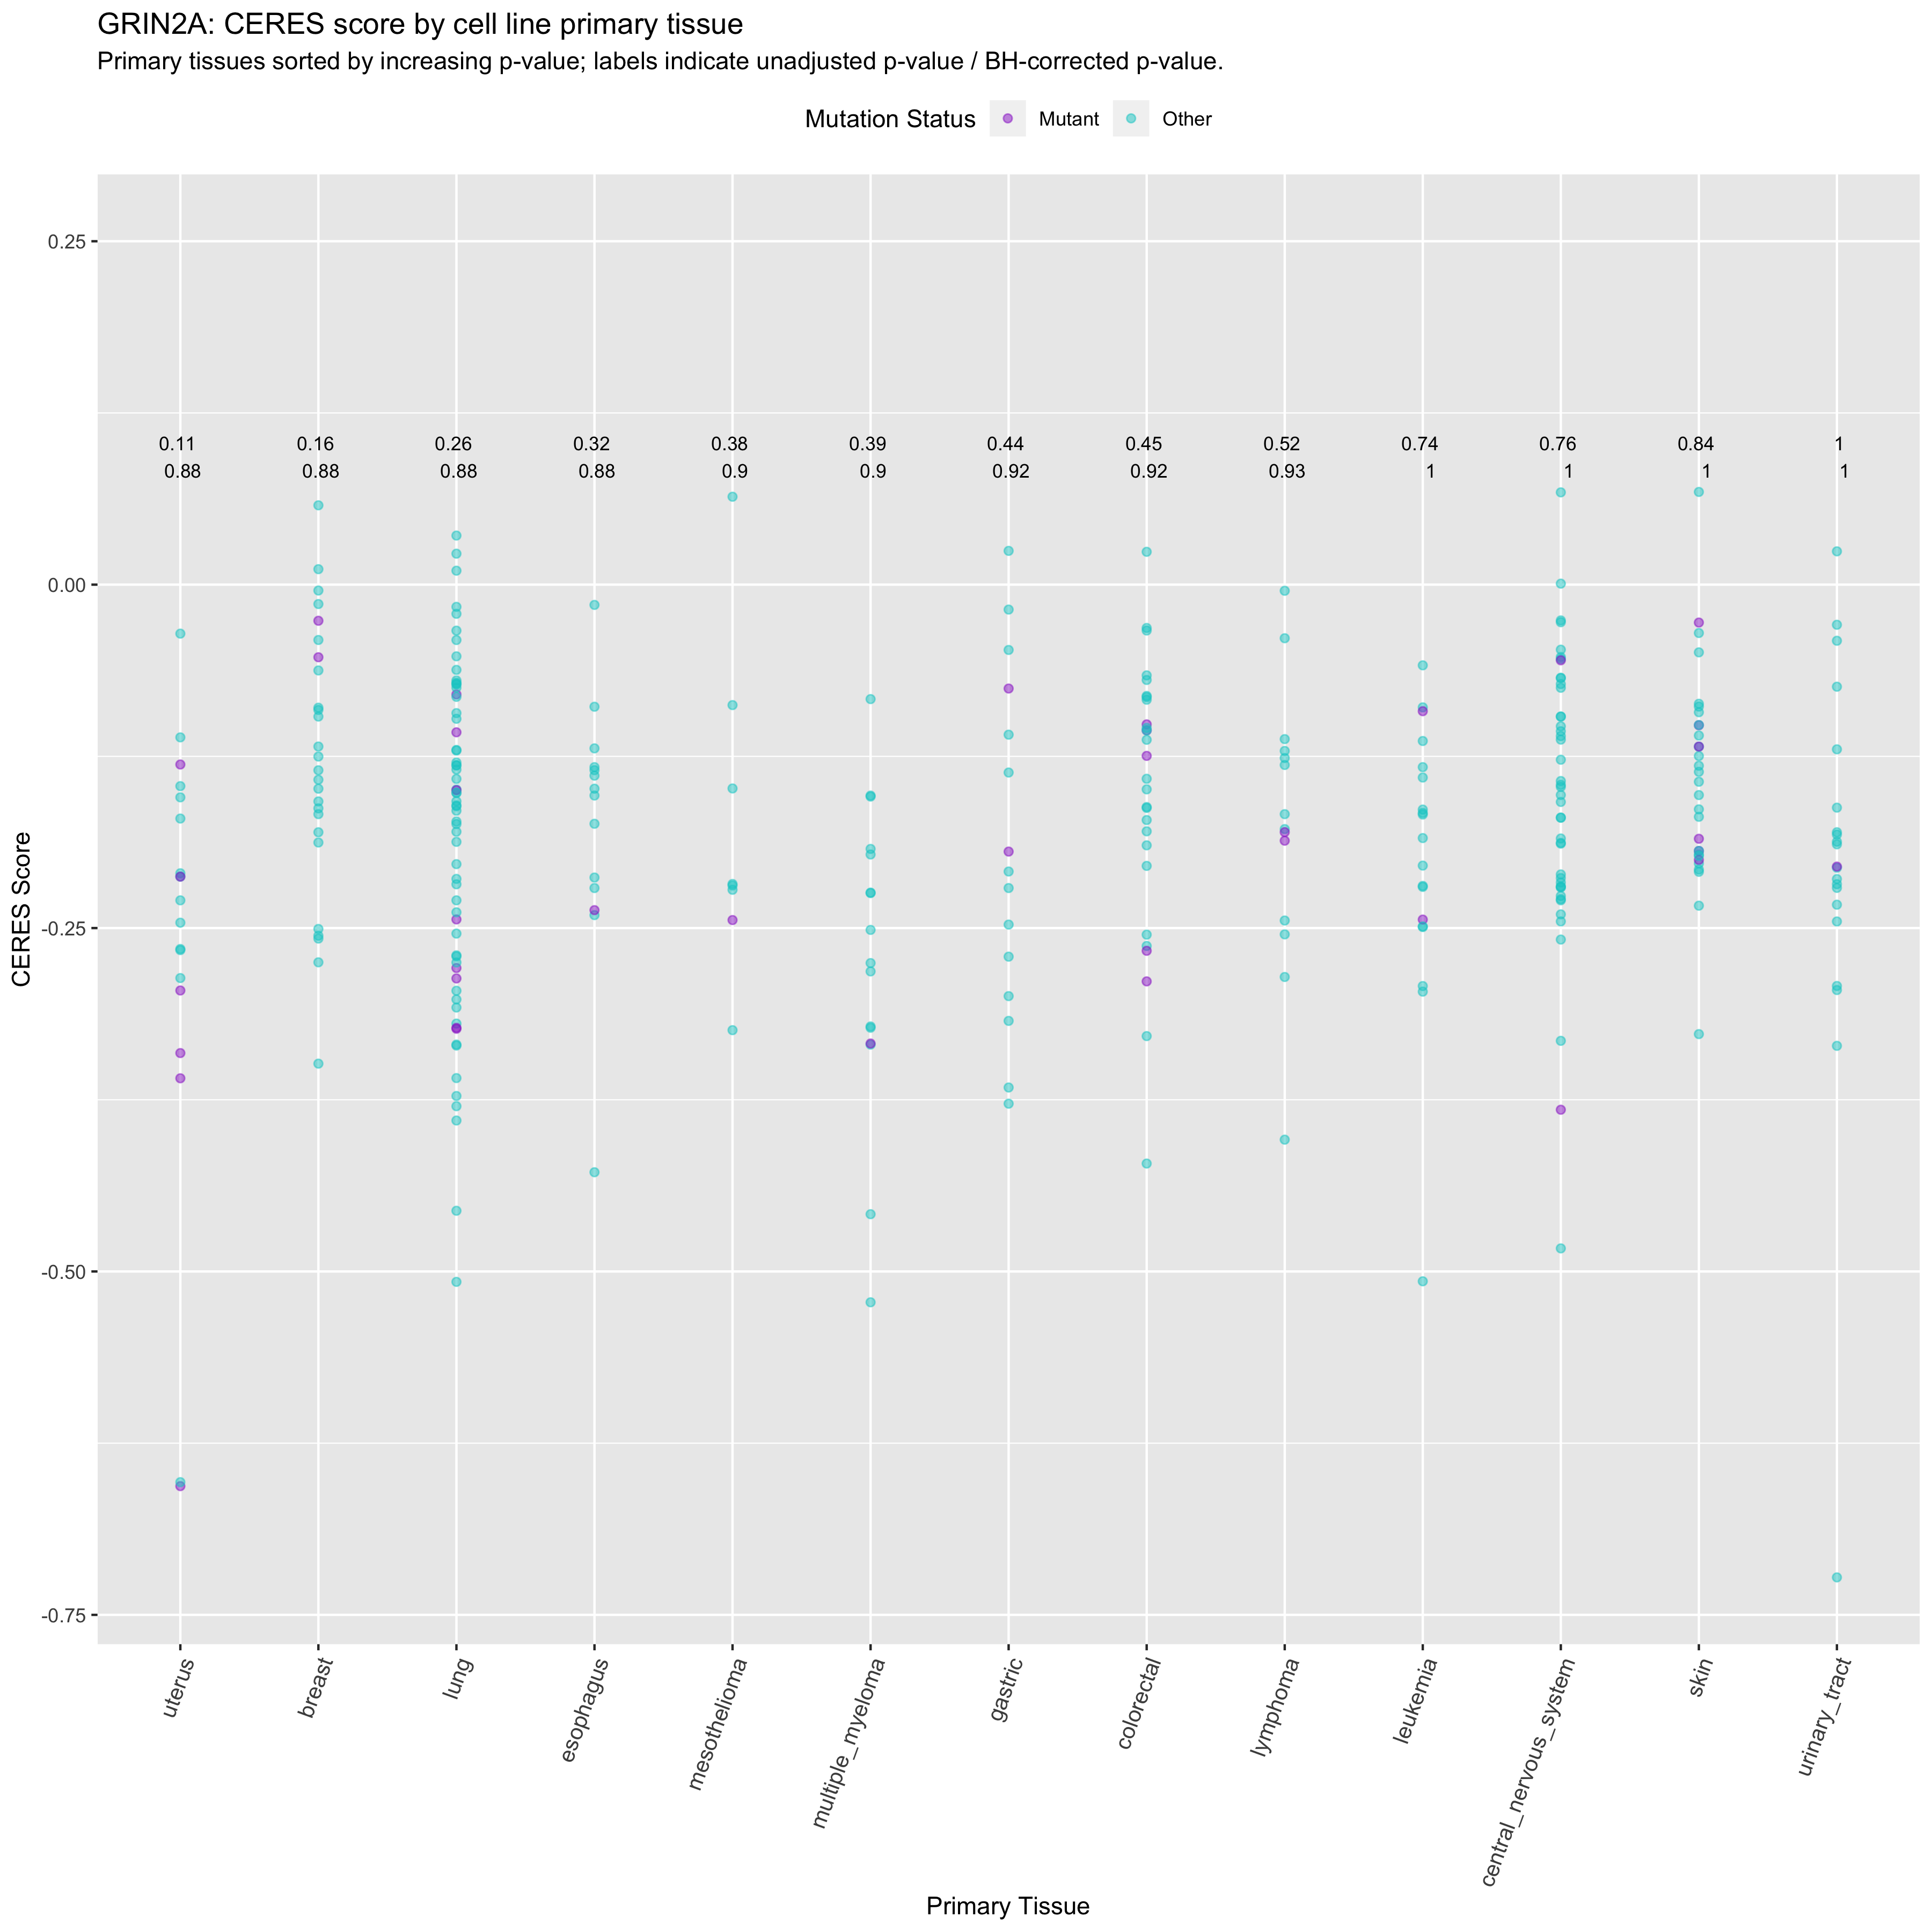 GRIN2A: CERES score by cell line primary tissue
Primary tissues sorted by increasing p-value; labels indicate unadjusted p-value / BH-corrected p-value.
Mutation Status Mutant Other
0.25
0.11 0.16 0.26 0.32 0.38 0.39 0.44 0.45 0.52 0.74 0.76 0.84 1
0.88 0.88 0.88 0.88 0.9 0.9 0.92 0.92 0.93 1 1 1 1
0.00
-0.25
-0.50
-0.75
CERES Score
uterus
breast
lung
esophagus
mesothelioma
multiple_myeloma
gastric
colorectal
lymphoma
leukemia
central_nervous_system
skin
urinary_tract
Primary Tissue